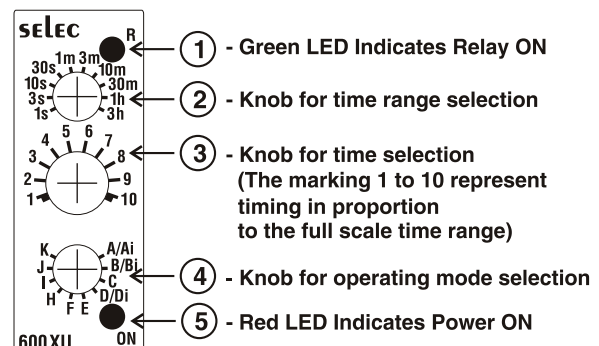 selec
R
1 - Green LED Indicates Relay ON
1s 3s 10s 30s 1m 3m 10m 30m 1h 3h
2 - Knob for time range selection
1 2 3 4 5 6 7 8 9 10
3 - Knob for time selection
(The marking 1 to 10 represent
timing in proportion
to the full scale time range)
A/Ai B/Bi C D/Di E F H I J K
4 - Knob for operating mode selection
5 - Red LED Indicates Power ON
600XU ON